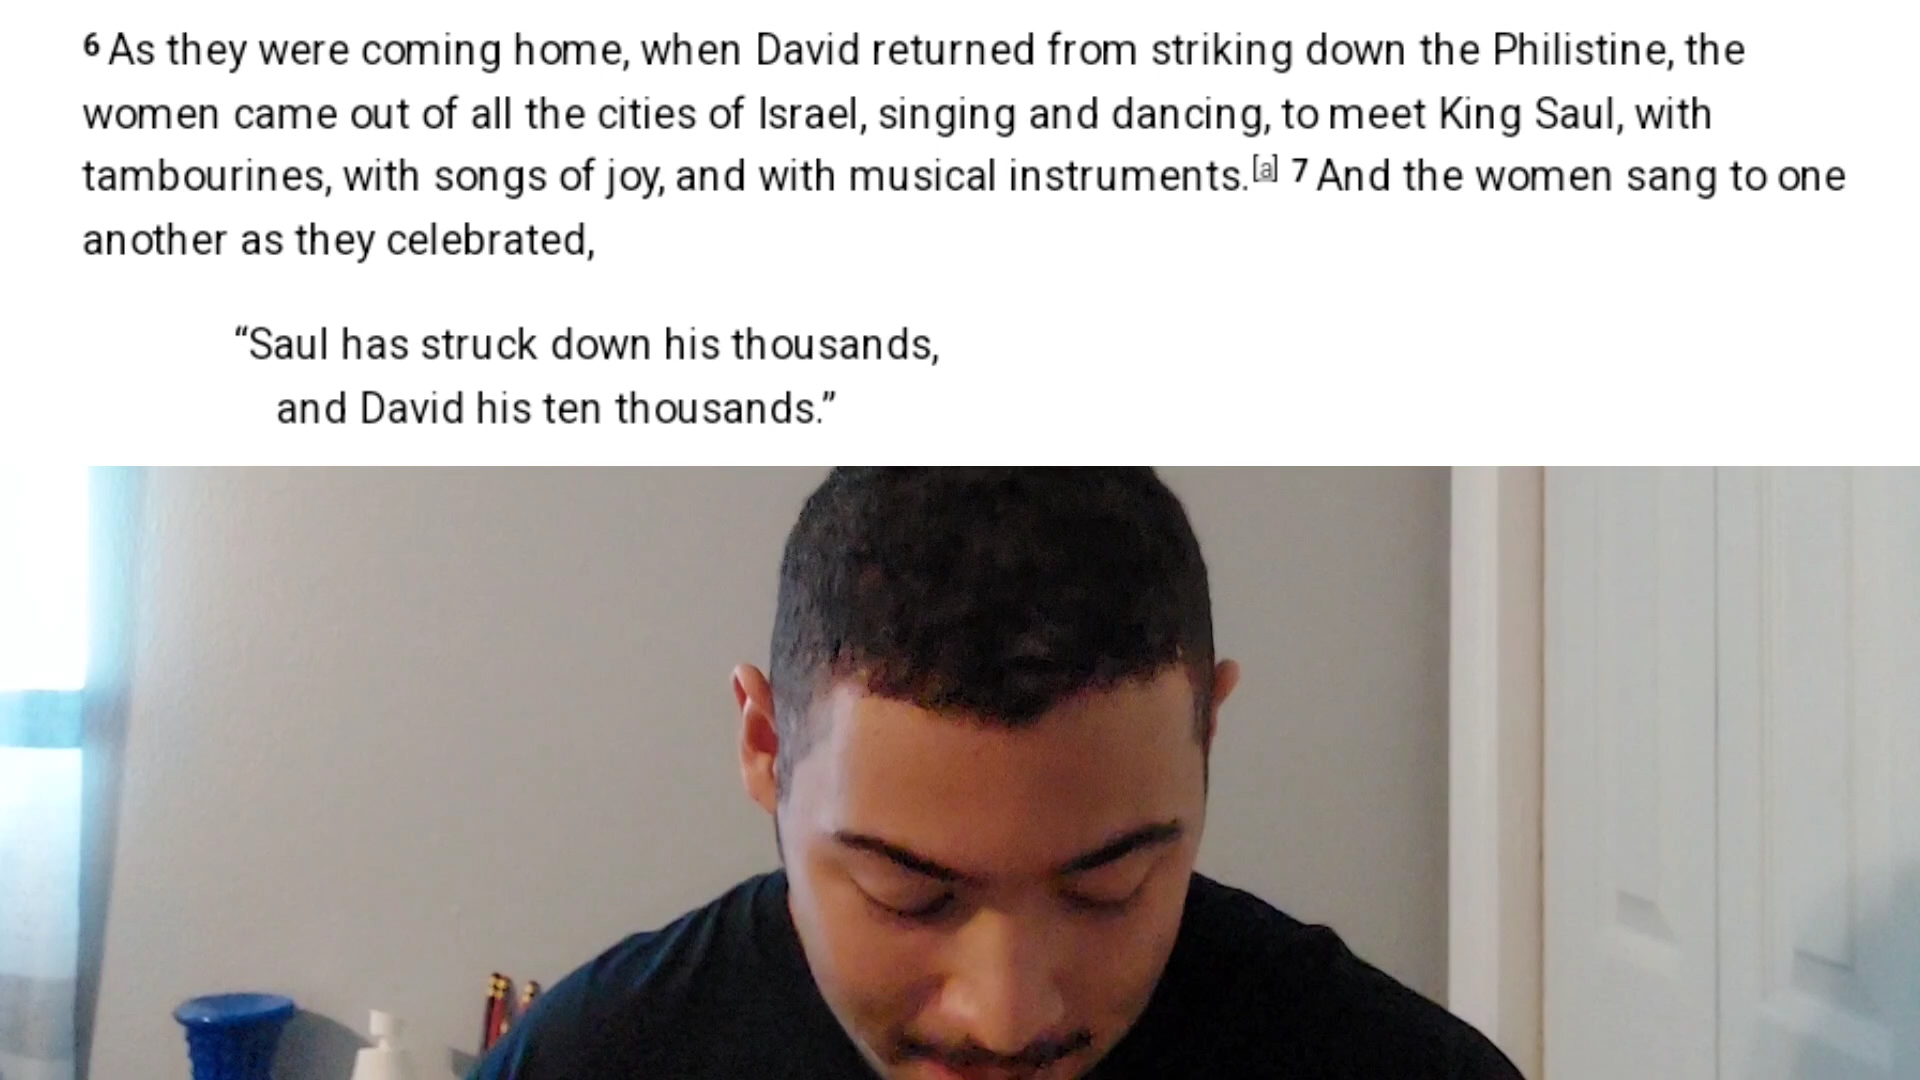 6 As they were coming home, when David returned from striking down the Philistine, the
women came out of all the cities of Israel, singing and dancing, to meet King Saul, with
tambourines, with songs of joy, and with musical instruments.[a] 7 And the women sang to one
another as they celebrated,
“Saul has struck down his thousands,
and David his ten thousands.”